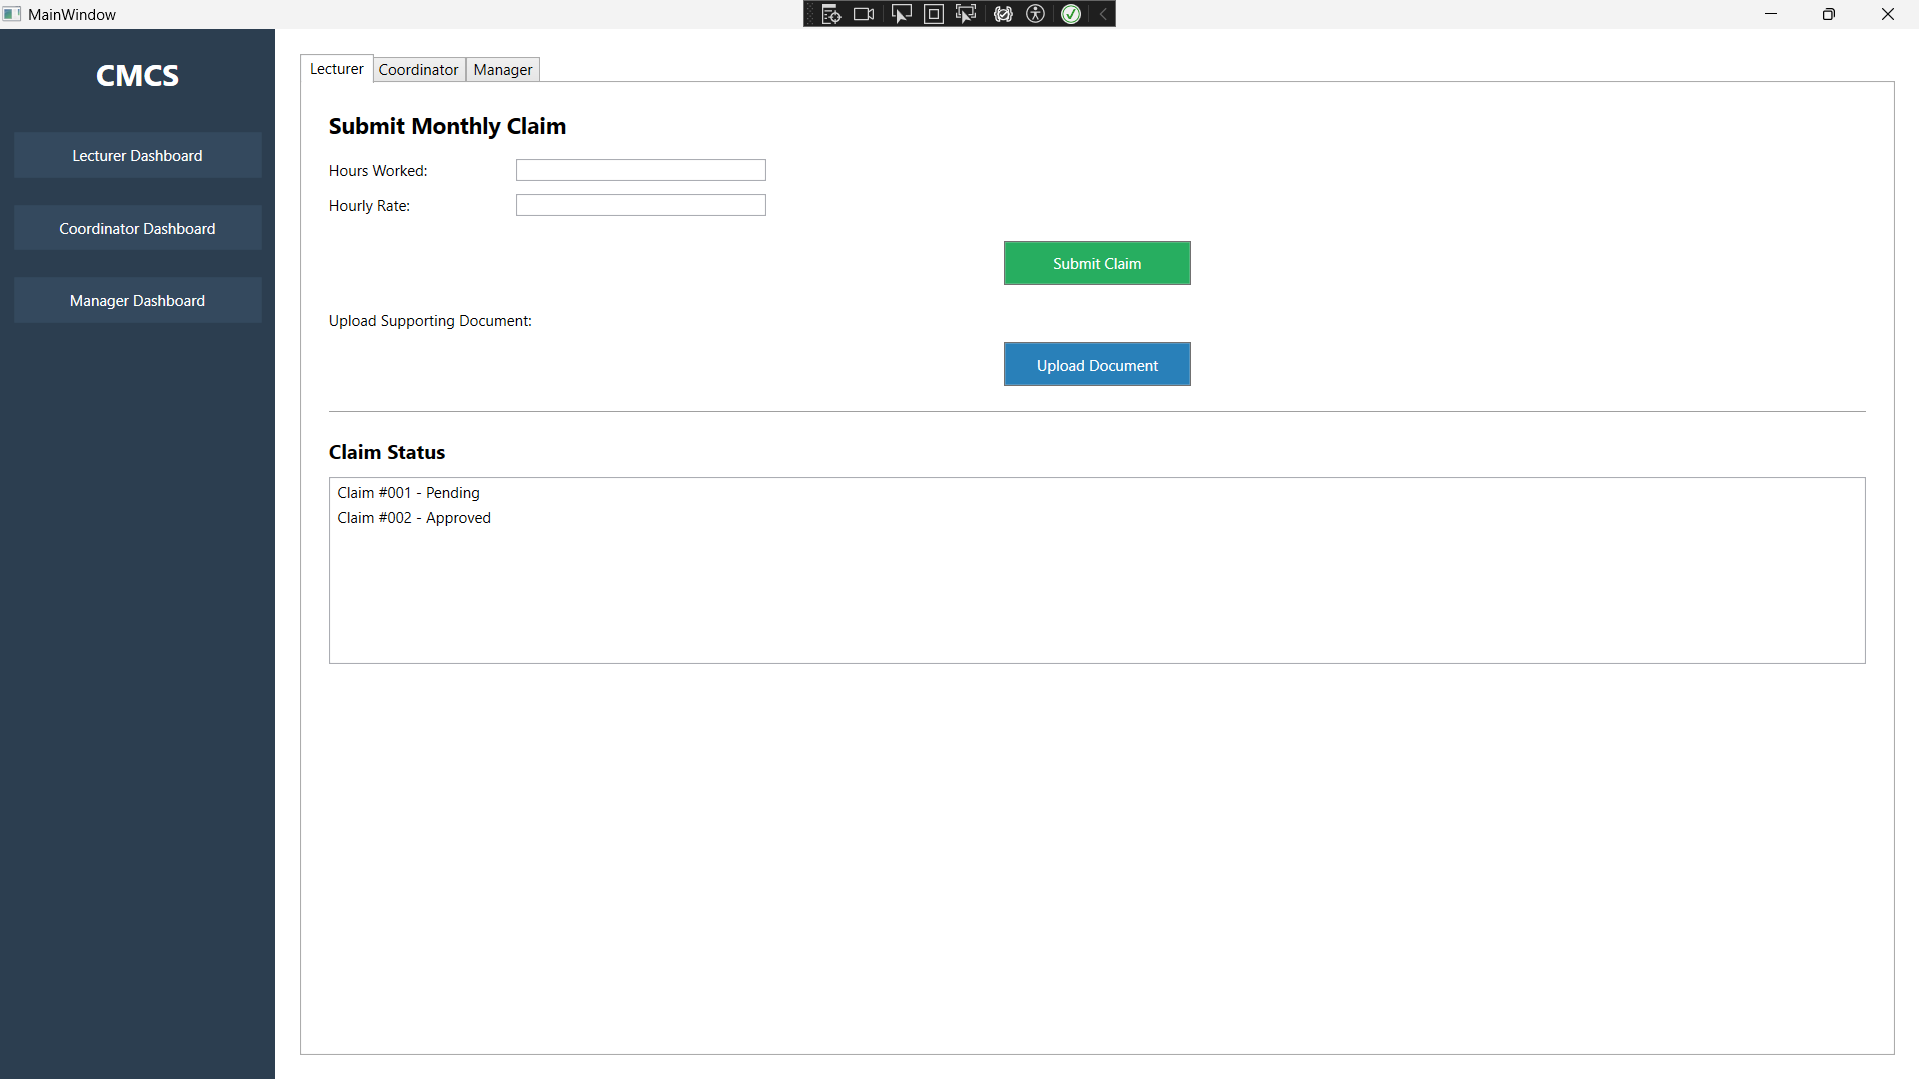 MainWindow
CMCS
Lecturer Dashboard
Coordinator Dashboard
Manager Dashboard
Lecturer Coordinator Manager
Submit Monthly Claim
Hours Worked:
Hourly Rate:
Submit Claim
Upload Supporting Document:
Upload Document
Claim Status
Claim #001 - Pending
Claim #002 - Approved